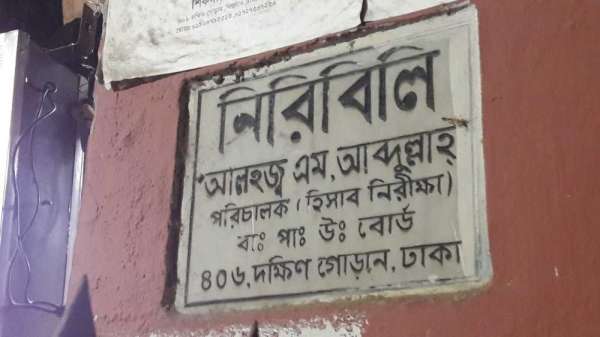 নিরিবিলি
আলহজ্ব এম, আব্দুল্লাহ্
পরিচালক (হিসাব নিরীক্ষা)
বাঃ পাঃ উঃ বোর্ড
৪০৬, দক্ষিণ গোড়ান, ঢাকা